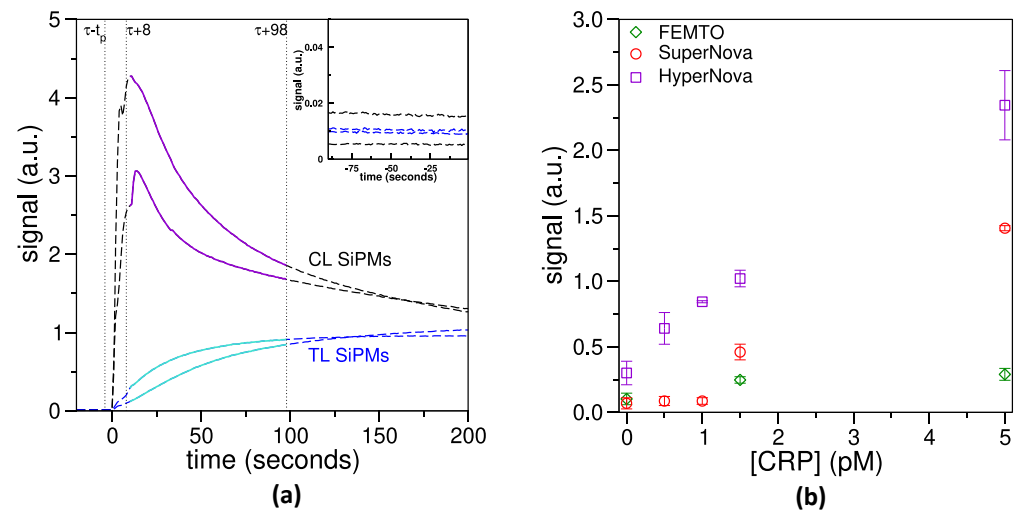 τ-tp
τ+8
τ+98
5
4
3
2
1
0
signal (a.u.)
0.04
0.02
0
signal (a.u.)
-75
-50
-25
time (seconds)
CL SiPMs
TL SiPMs
0
50
100
150
200
time (seconds)
(a)
3.0
2.5
2.0
1.5
1.0
0.5
0.0
signal (a.u.)
FEMTO
SuperNova
HyperNova
0
1
2
3
4
5
[CRP] (pM)
(b)